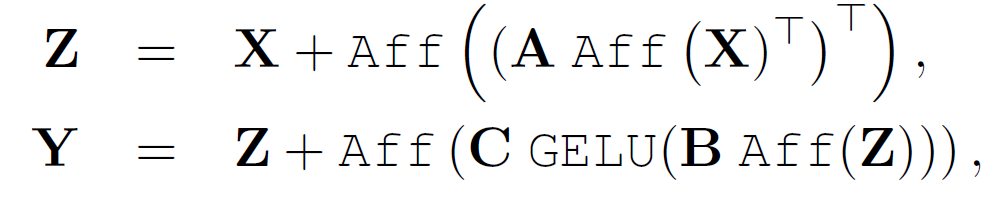 Z = X + Aff ((A Aff (X)⊤)⊤),
Y = Z + Aff (C GELU(B Aff(Z))),